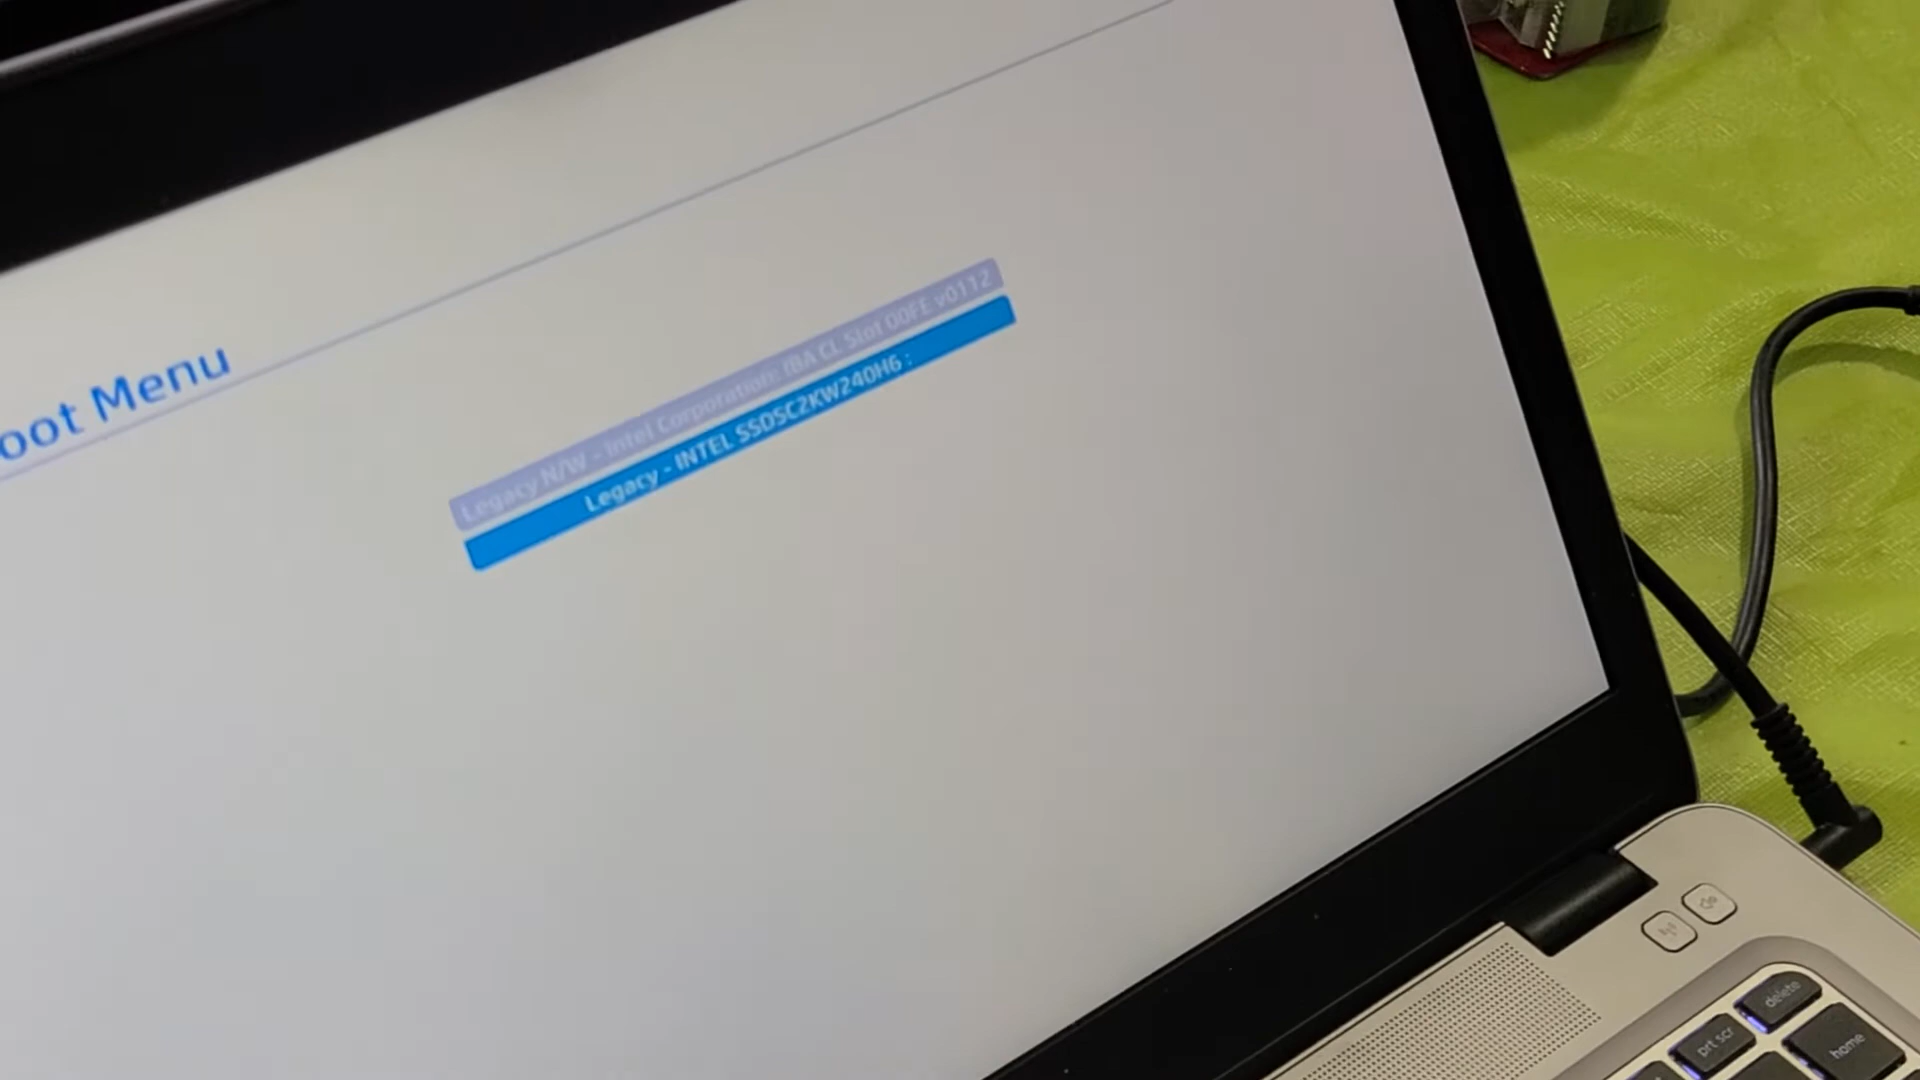 oot Menu
Legacy N/W - Intel Corporation: IBA CL Slot 00FE v0112
Legacy - INTEL SSDSC2KW240H6 :
delete
prt scr
home